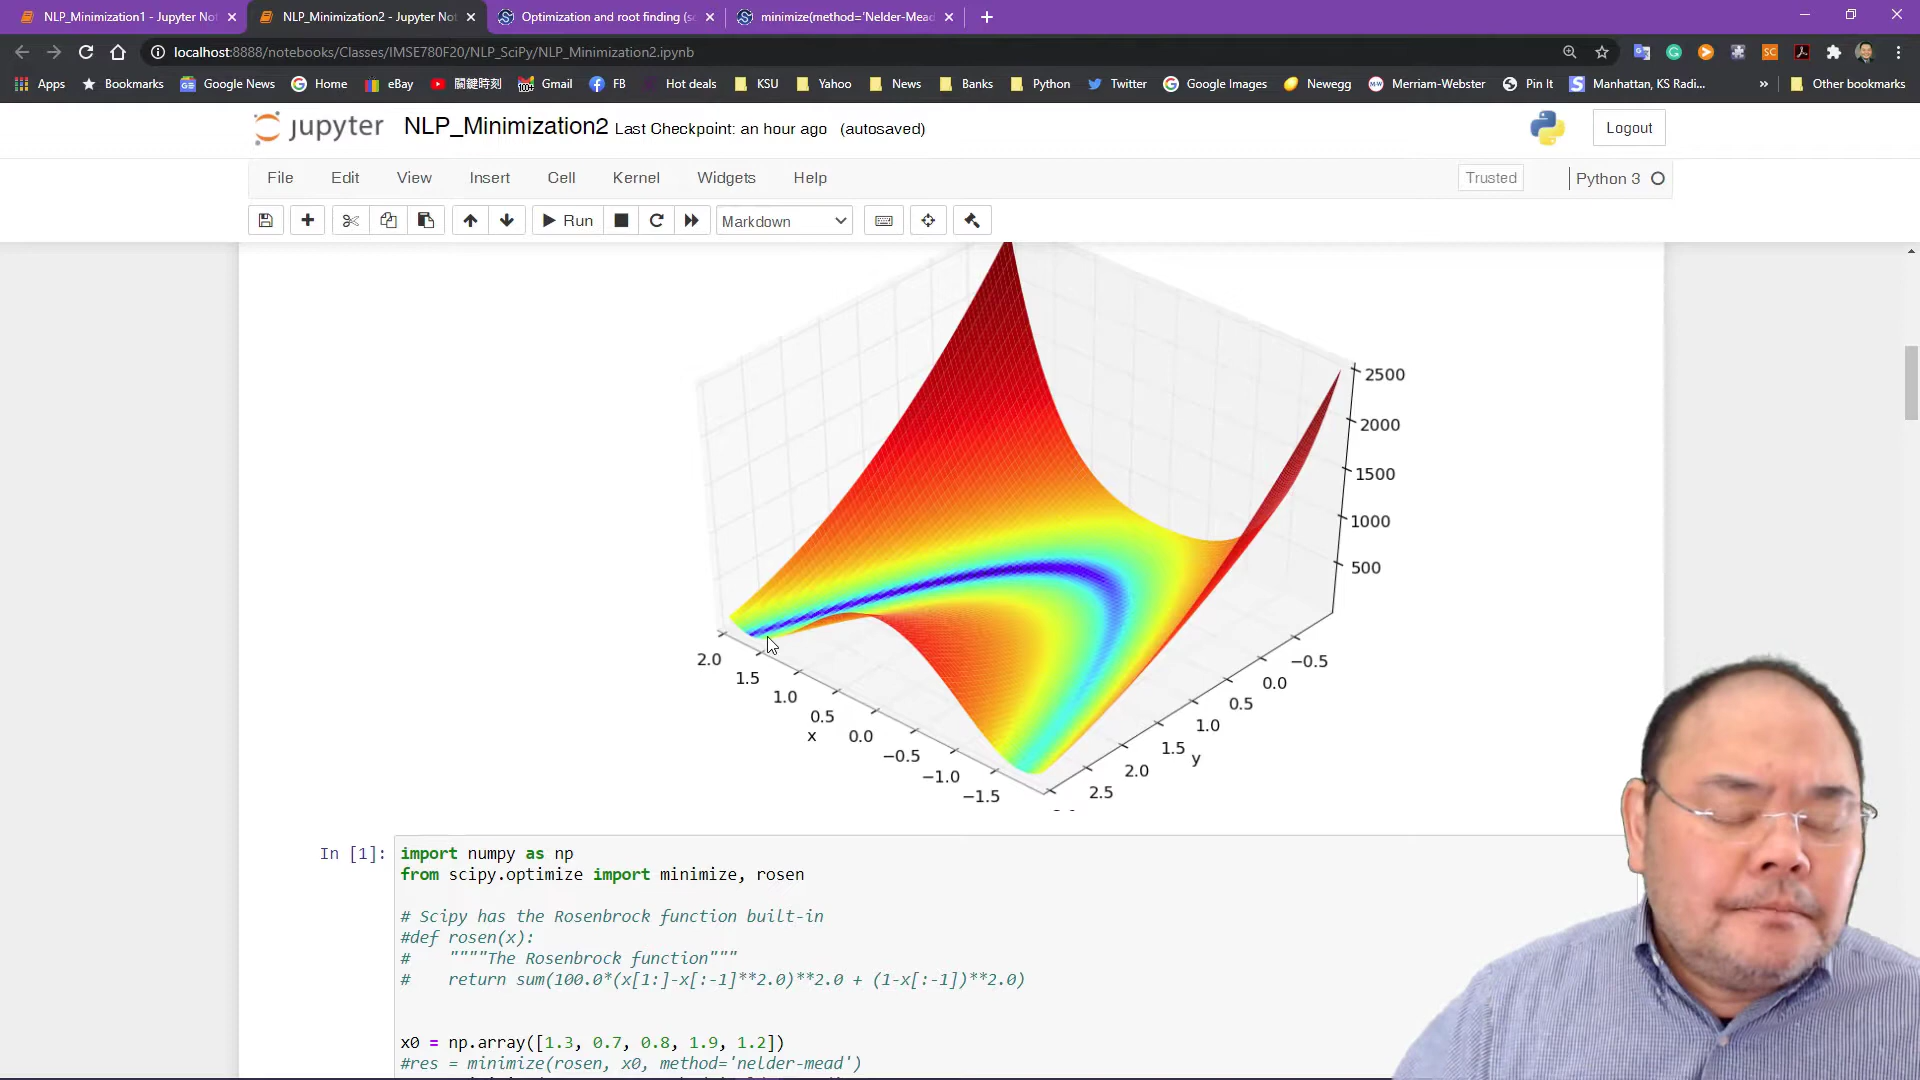 NLP_Minimization1 - Jupyter Not
NLP_Minimization2 - Jupyter Not
Optimization and root finding (sc
minimize(method='Nelder-Mead
localhost:8888/notebooks/Classes/IMSE780F20/NLP_SciPy/NLP_Minimization2.ipynb
Apps Bookmarks Google News Home eBay 關鍵時刻 Gmail FB Hot deals KSU Yahoo News Banks Python Twitter Google Images Newegg Merriam-Webster Pin It Manhattan, KS Radi... » Other bookmarks
jupyter NLP_Minimization2 Last Checkpoint: an hour ago (autosaved) Logout
File Edit View Insert Cell Kernel Widgets Help Trusted Python 3
Run Markdown
2500
2000
1500
1000
500
−0.5
0.0
0.5
1.0
1.5
2.0
2.5
y
2.0
1.5
1.0
0.5
0.0
−0.5
−1.0
−1.5
x
In [1]:
import numpy as np
from scipy.optimize import minimize, rosen
# Scipy has the Rosenbrock function built-in
#def rosen(x):
# """"The Rosenbrock function"""
# return sum(100.0*(x[1:]-x[:-1]**2.0)**2.0 + (1-x[:-1])**2.0)
x0 = np.array([1.3, 0.7, 0.8, 1.9, 1.2])
#res = minimize(rosen, x0, method='nelder-mead')